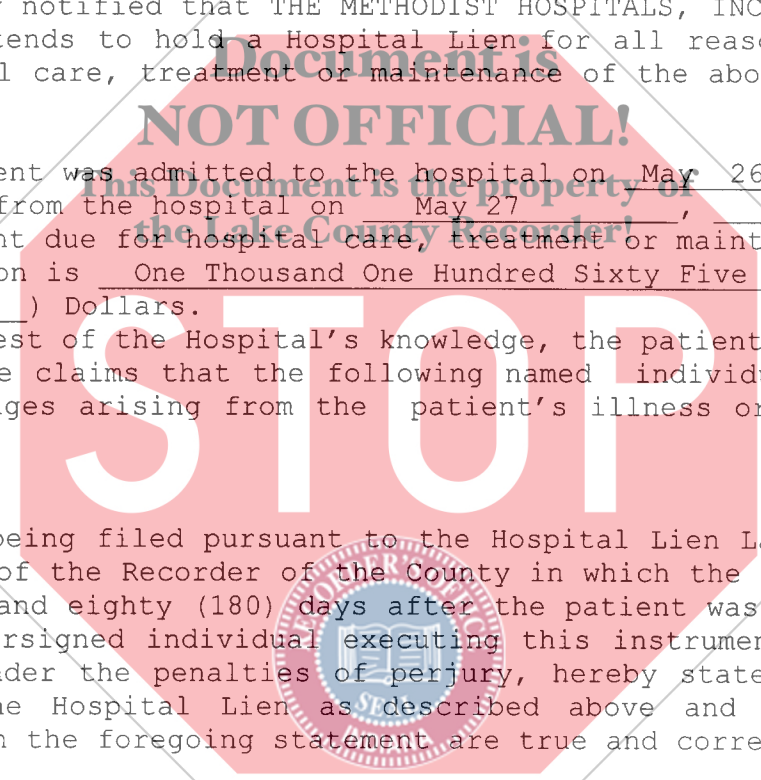 notified that THE METHODIST HOSPITALS, INC
tends to hold a Hospital Lien for all reaso
l care, treatment or maintenance of the abo
Document is
NOT OFFICIAL!
ent was admitted to the hospital on May 26
This Document is the property of
from the hospital on May 27,
the Lake County Recorder!
nt due for hospital care, treatment or maint
on is One Thousand One Hundred Sixty Five
) Dollars.
est of the Hospital's knowledge, the patient
e claims that the following named individu
ges arising from the patient's illness or
STOP
being filed pursuant to the Hospital Lien La
of the Recorder of the County in which the
and eighty (180) days after the patient was
rsigned individual executing this instrumen
der the penalties of perjury, hereby state
he Hospital Lien as described above and
n the foregoing statement are true and corre
RECORDER'S OFFICE
SEAL
INDIANA